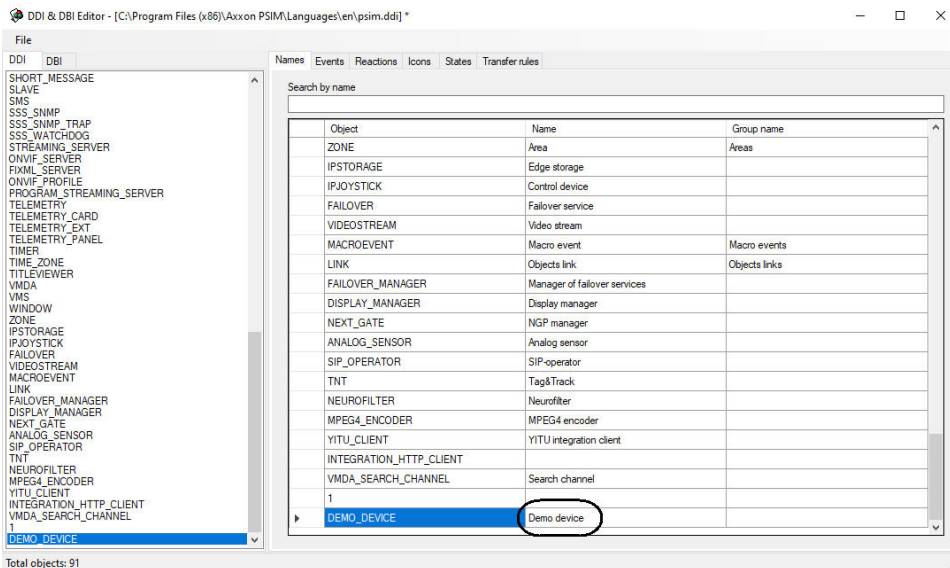 DDI & DBI Editor - [C:\Program Files (x86)\Axxon PSIM\Languages\en\psim.ddi] *
File
DDI DBI
SHORT_MESSAGE
SLAVE
SMS
SSS_SNMP
SSS_SNMP_TRAP
SSS_WATCHDOG
STREAMING_SERVER
ONVIF_SERVER
FIXML_SERVER
ONVIF_PROFILE
PROGRAM_STREAMING_SERVER
TELEMETRY
TELEMETRY_CARD
TELEMETRY_EXT
TELEMETRY_PANEL
TIMER
TIME_ZONE
TITLEVIEWER
VMDA
VMS
WINDOW
ZONE
IPSTORAGE
IPJOYSTICK
FAILOVER
VIDEOSTREAM
MACROEVENT
LINK
FAILOVER_MANAGER
DISPLAY_MANAGER
NEXT_GATE
ANALOG_SENSOR
SIP_OPERATOR
TNT
NEUROFILTER
MPEG4_ENCODER
YITU_CLIENT
INTEGRATION_HTTP_CLIENT
VMDA_SEARCH_CHANNEL
1
DEMO_DEVICE
Names Events Reactions Icons States Transfer rules
Search by name
Object Name Group name
ZONE Area Areas
IPSTORAGE Edge storage
IPJOYSTICK Control device
FAILOVER Failover service
VIDEOSTREAM Video stream
MACROEVENT Macro event Macro events
LINK Objects link Objects links
FAILOVER_MANAGER Manager of failover services
DISPLAY_MANAGER Display manager
NEXT_GATE NGP manager
ANALOG_SENSOR Analog sensor
SIP_OPERATOR SIP-operator
TNT Tag&Track
NEUROFILTER Neurofilter
MPEG4_ENCODER MPEG4 encoder
YITU_CLIENT YITU integration client
INTEGRATION_HTTP_CLIENT
VMDA_SEARCH_CHANNEL Search channel
1
DEMO_DEVICE Demo device
Total objects: 91